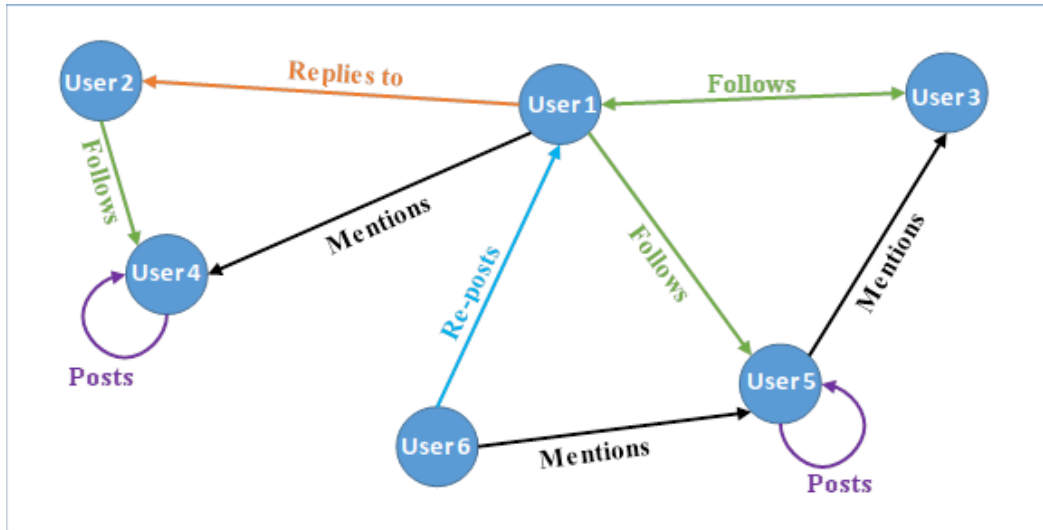 User 2
Replies to
User 1
Follows
User 3
Follows
Mentions
User 4
Follows
Re-posts
Mentions
Posts
User 5
User 6
Mentions
Posts